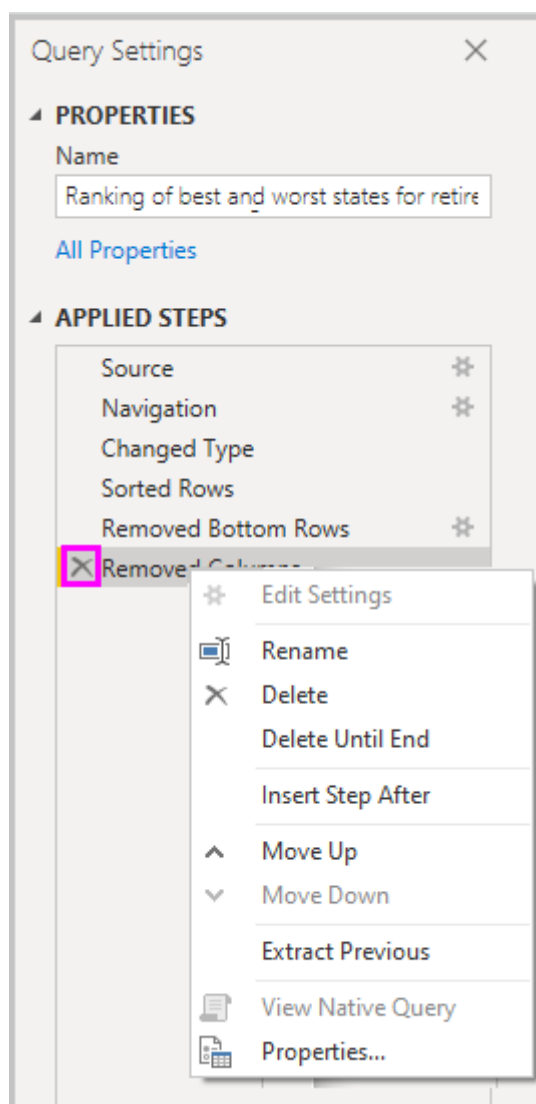 Query Settings
PROPERTIES
Name
Ranking of best and worst states for retire
All Properties
APPLIED STEPS
Source
Navigation
Changed Type
Sorted Rows
Removed Bottom Rows
Removed Columns
Edit Settings
Rename
Delete
Delete Until End
Insert Step After
Move Up
Move Down
Extract Previous
View Native Query
Properties...